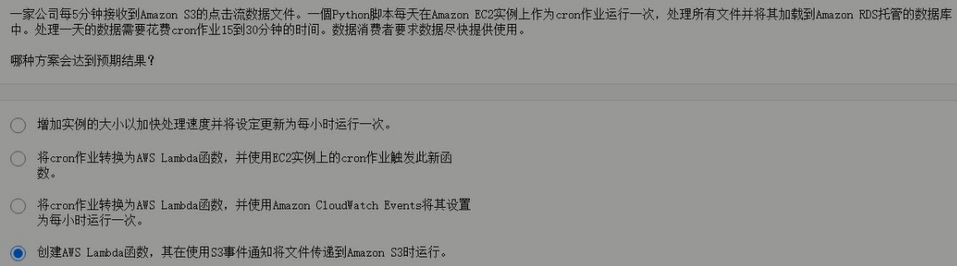 一家公司每5分钟接收到Amazon S3的点击流数据文件。一個Python脚本每天在Amazon EC2实例上作为cron作业运行一次，处理所有文件并将其加载到Amazon RDS托管的数据库
中。处理一天的数据需要花费cron作业15到30分钟的时间。数据消费者要求数据尽快提供使用。
哪种方案会达到预期结果？
增加实例的大小以加快处理速度并将设定更新为每小时运行一次。
将cron作业转换为AWS Lambda函数，并使用EC2实例上的cron作业触发此新函
数。
将cron作业转换为AWS Lambda函数，并使用Amazon CloudWatch Events将其设置
为每小时运行一次。
创建AWS Lambda函数，其在使用S3事件通知将文件传递到Amazon S3时运行。